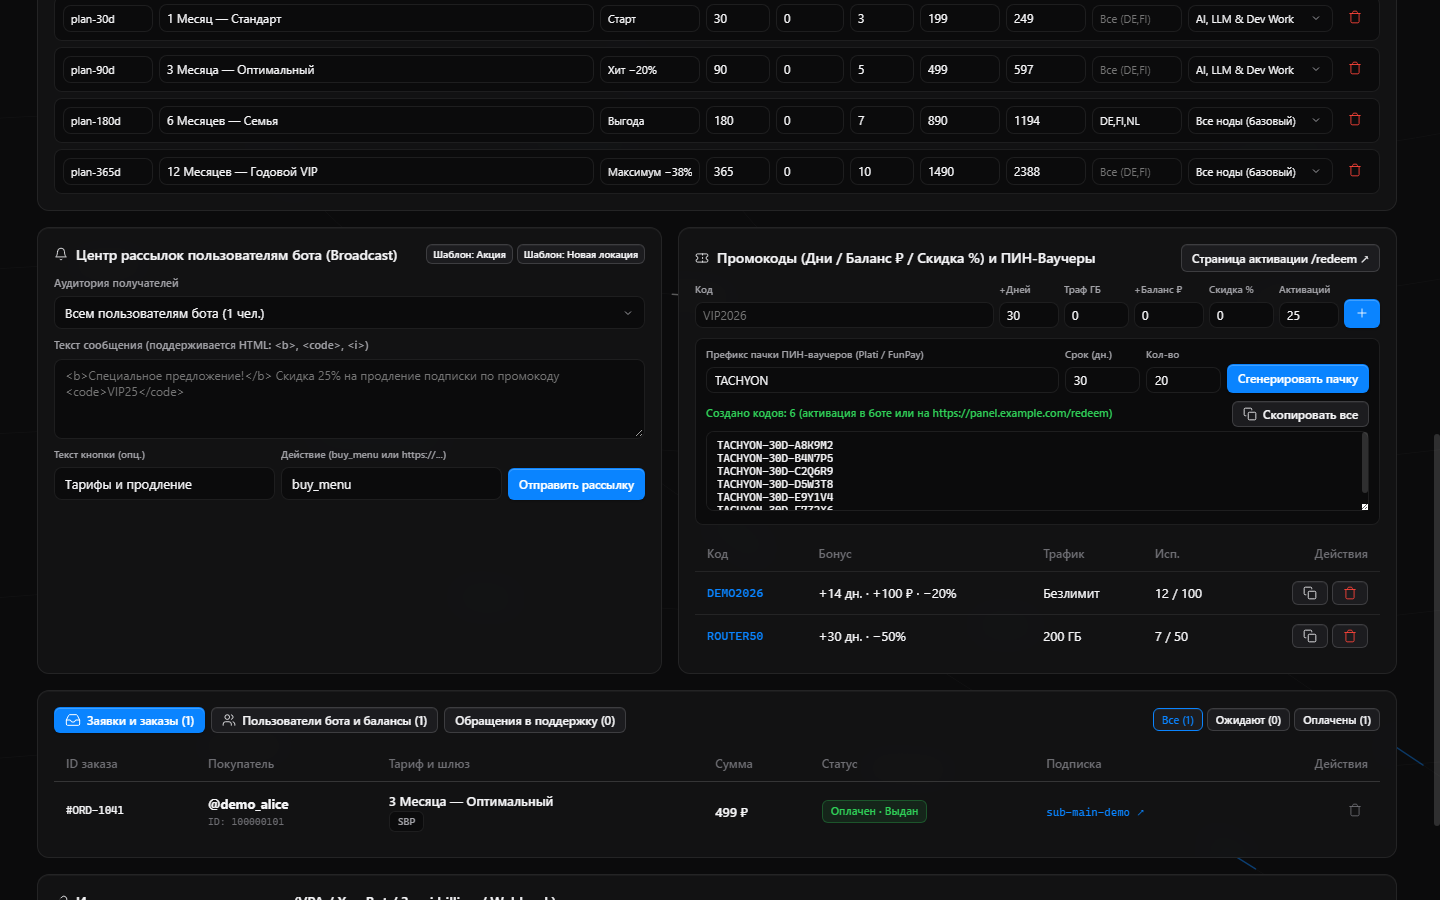 plan-30d 1 Месяц — Стандарт Старт 30 0 3 199 249 Все (DE,FI) AI, LLM & Dev Work
plan-90d 3 Месяца — Оптимальный Хит −20% 90 0 5 499 597 Все (DE,FI) AI, LLM & Dev Work
plan-180d 6 Месяцев — Семья Выгода 180 0 7 890 1194 DE,FI,NL Все ноды (базовый)
plan-365d 12 Месяцев — Годовой VIP Максимум −38% 365 0 10 1490 2388 Все (DE,FI) Все ноды (базовый)
Центр рассылок пользователям бота (Broadcast) Шаблон: Акция Шаблон: Новая локация
Аудитория получателей
Всем пользователям бота (1 чел.)
Текст сообщения (поддерживается HTML: <b>, <code>, <i>)
<b>Специальное предложение!</b> Скидка 25% на продление подписки по промокоду
<code>VIP25</code>
Текст кнопки (опц.) Действие (buy_menu или https://...)
Тарифы и продление buy_menu Отправить рассылку
Промокоды (Дни / Баланс ₽ / Скидка %) и ПИН-Ваучеры Страница активации /redeem ↗
Код +Дней Траф ГБ +Баланс ₽ Скидка % Активаций
VIP2026 30 0 0 0 25 +
Префикс пачки ПИН-ваучеров (Plati / FunPay) Срок (дн.) Кол-во
TACHYON 30 20 Сгенерировать пачку
Создано кодов: 6 (активация в боте или на https://panel.example.com/redeem) Скопировать все
TACHYON-30D-A8K9M2
TACHYON-30D-B4N7P5
TACHYON-30D-C2Q6R9
TACHYON-30D-D5W3T8
TACHYON-30D-E9Y1V4
Код Бонус Трафик Исп. Действия
DEMO2026 +14 дн. · +100 ₽ · −20% Безлимит 12 / 100
ROUTER50 +30 дн. · −50% 200 ГБ 7 / 50
Заявки и заказы (1) Пользователи бота и балансы (1) Обращения в поддержку (0) Все (1) Ожидают (0) Оплачены (1)
ID заказа Покупатель Тариф и шлюз Сумма Статус Подписка Действия
#ORD-1041 @demo_alice 3 Месяца — Оптимальный 499 ₽ Оплачен · Выдан sub-main-demo ↗
ID: 100000101 SBP